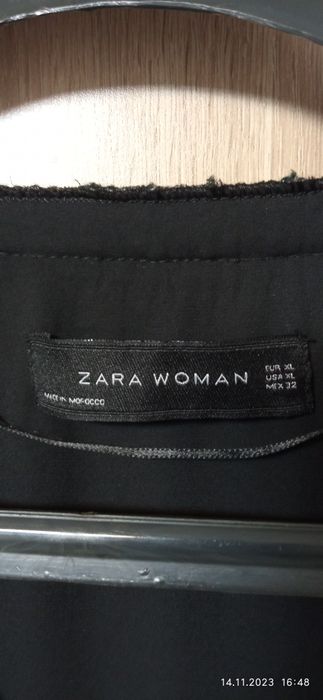 ZARA WOMAN
EUR XL
USA XL
MEX 32
MADE IN MOROCCO
14.11.2023 16:48